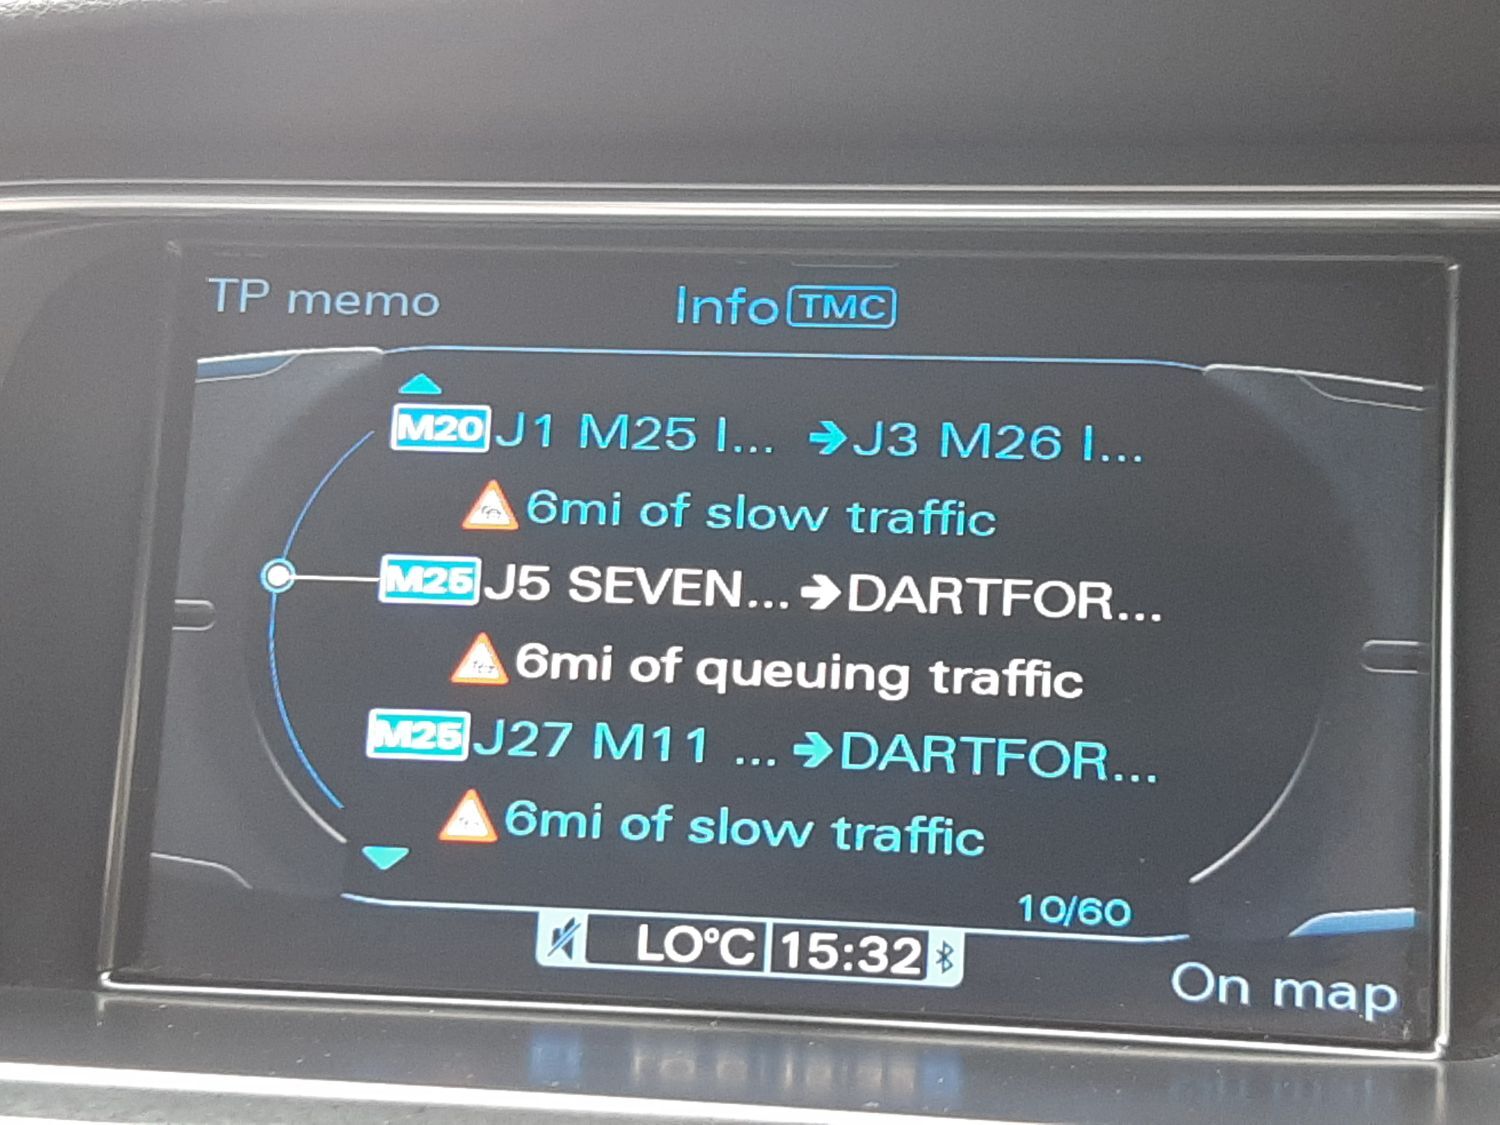 TP memo
Info TMC
M20 J1 M25 I... ➔ J3 M26 I...
6mi of slow traffic
M25 J5 SEVEN... ➔ DARTFOR...
6mi of queuing traffic
M25 J27 M11 ... ➔ DARTFOR...
6mi of slow traffic
10/60
LO°C 15:32
On map